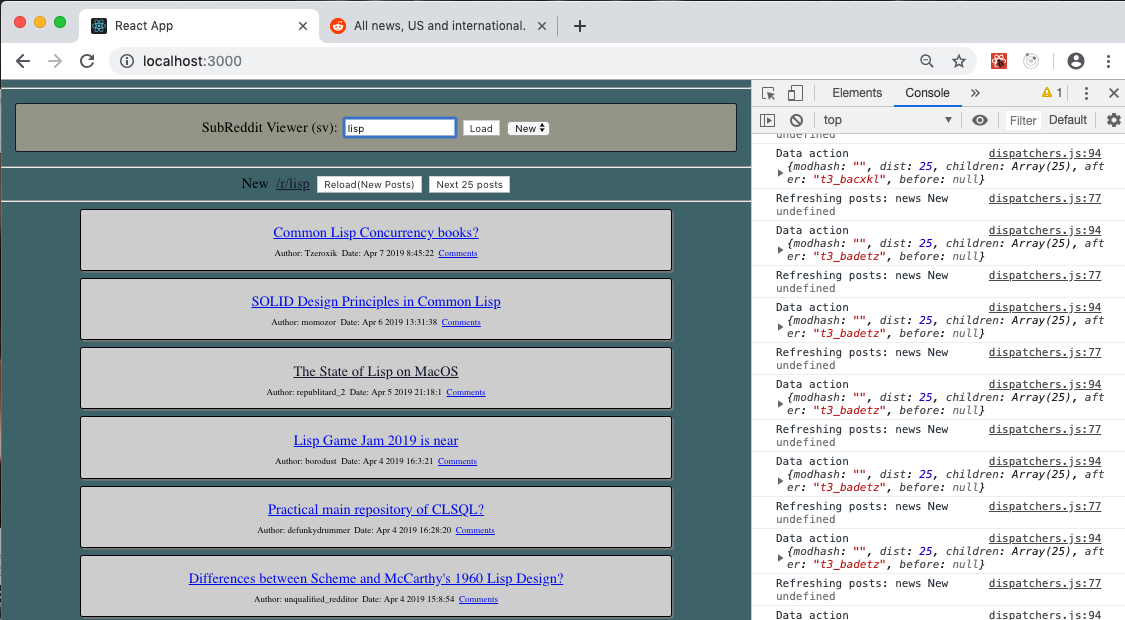 React App
All news, US and international.
localhost:3000
SubReddit Viewer (sv): lisp Load New
New /r/lisp Reload(New Posts) Next 25 posts
Common Lisp Concurrency books?
Author: Tzeroxik Date: Apr 7 2019 8:45:22 Comments
SOLID Design Principles in Common Lisp
Author: momozor Date: Apr 6 2019 13:31:38 Comments
The State of Lisp on MacOS
Author: republitard_2 Date: Apr 5 2019 21:18:1 Comments
Lisp Game Jam 2019 is near
Author: borodust Date: Apr 4 2019 16:3:21 Comments
Practical main repository of CLSQL?
Author: defunkydrummer Date: Apr 4 2019 16:28:20 Comments
Differences between Scheme and McCarthy's 1960 Lisp Design?
Author: unqualified_redditor Date: Apr 4 2019 15:8:54 Comments
Elements Console » 1
top Filter Default
undefined
Data action dispatchers.js:94
{modhash: "", dist: 25, children: Array(25), aft
er: "t3_bacxkl", before: null}
Refreshing posts: news New dispatchers.js:77
undefined
Data action dispatchers.js:94
{modhash: "", dist: 25, children: Array(25), aft
er: "t3_badetz", before: null}
Refreshing posts: news New dispatchers.js:77
undefined
Data action dispatchers.js:94
{modhash: "", dist: 25, children: Array(25), aft
er: "t3_badetz", before: null}
Refreshing posts: news New dispatchers.js:77
undefined
Data action dispatchers.js:94
{modhash: "", dist: 25, children: Array(25), aft
er: "t3_badetz", before: null}
Refreshing posts: news New dispatchers.js:77
undefined
Data action dispatchers.js:94
{modhash: "", dist: 25, children: Array(25), aft
er: "t3_badetz", before: null}
Refreshing posts: news New dispatchers.js:77
undefined
Data action dispatchers.js:94
{modhash: "", dist: 25, children: Array(25), aft
er: "t3_badetz", before: null}
Refreshing posts: news New dispatchers.js:77
undefined
Data action dispatchers.js:94